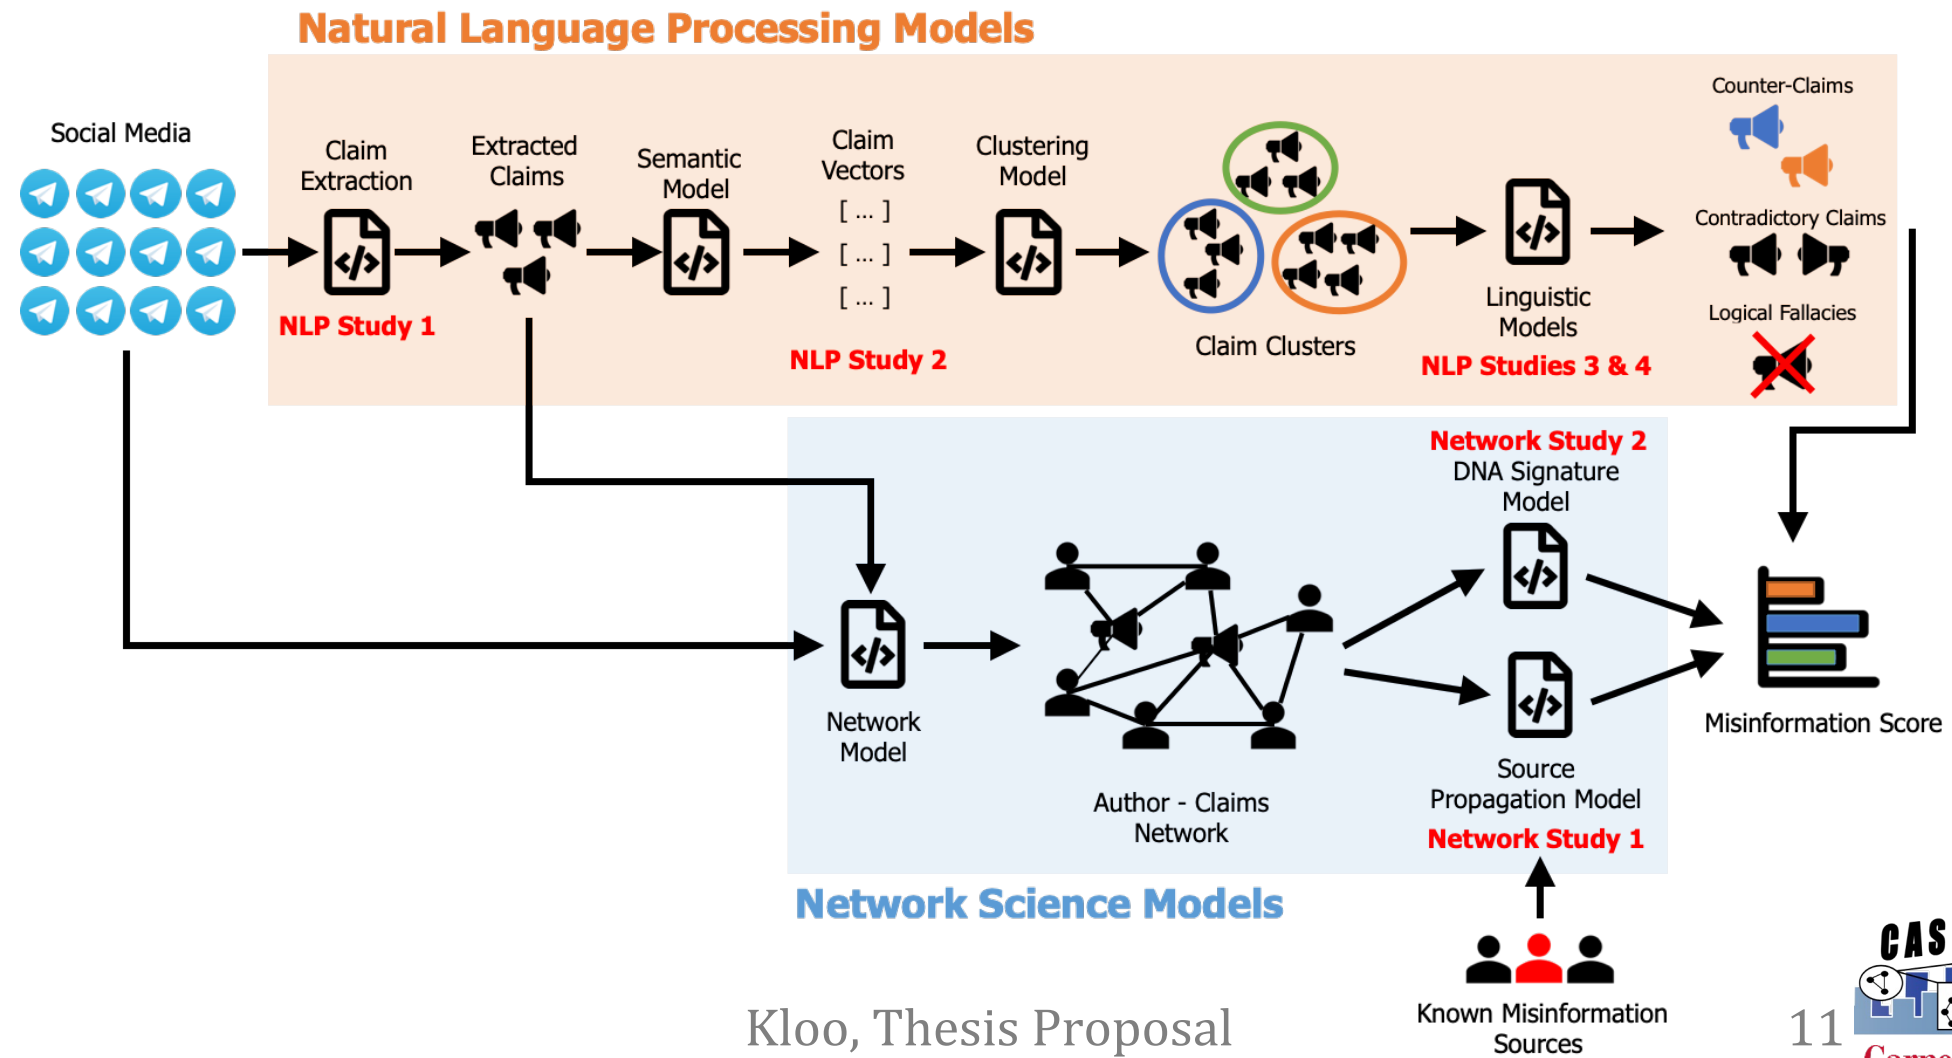 Natural Language Processing Models
Social Media
Claim
Extraction
NLP Study 1
Extracted
Claims
Semantic
Model
Claim
Vectors
[ ... ]
[ ... ]
[ ... ]
NLP Study 2
Clustering
Model
Claim Clusters
Linguistic
Models
NLP Studies 3 & 4
Counter-Claims
Contradictory Claims
Logical Fallacies
Network Study 2
DNA Signature
Model
Network
Model
Author - Claims
Network
Source
Propagation Model
Network Study 1
Misinformation Score
Network Science Models
Known Misinformation
Sources
Kloo, Thesis Proposal
11
CAS